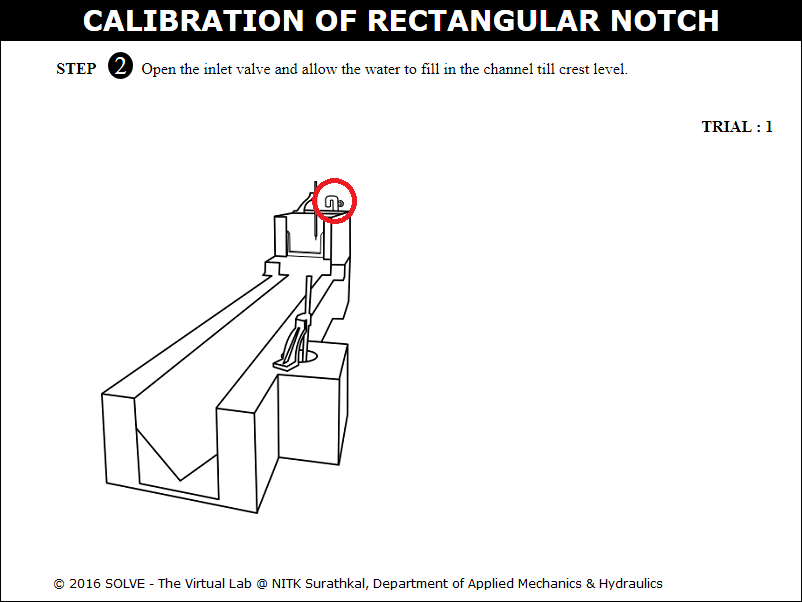 CALIBRATION OF RECTANGULAR NOTCH
STEP 2 Open the inlet valve and allow the water to fill in the channel till crest level.
TRIAL : 1
© 2016 SOLVE - The Virtual Lab @ NITK Surathkal, Department of Applied Mechanics & Hydraulics